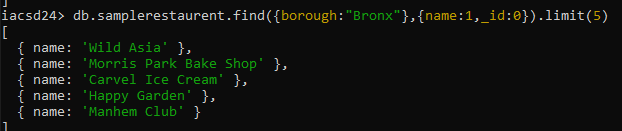 ]
iacsd24> db.samplerestaurent.find({borough:"Bronx"},{name:1,_id:0}).limit(5)
[
  { name: 'Wild Asia' },
  { name: 'Morris Park Bake Shop' },
  { name: 'Carvel Ice Cream' },
  { name: 'Happy Garden' },
  { name: 'Manhem Club' }
]